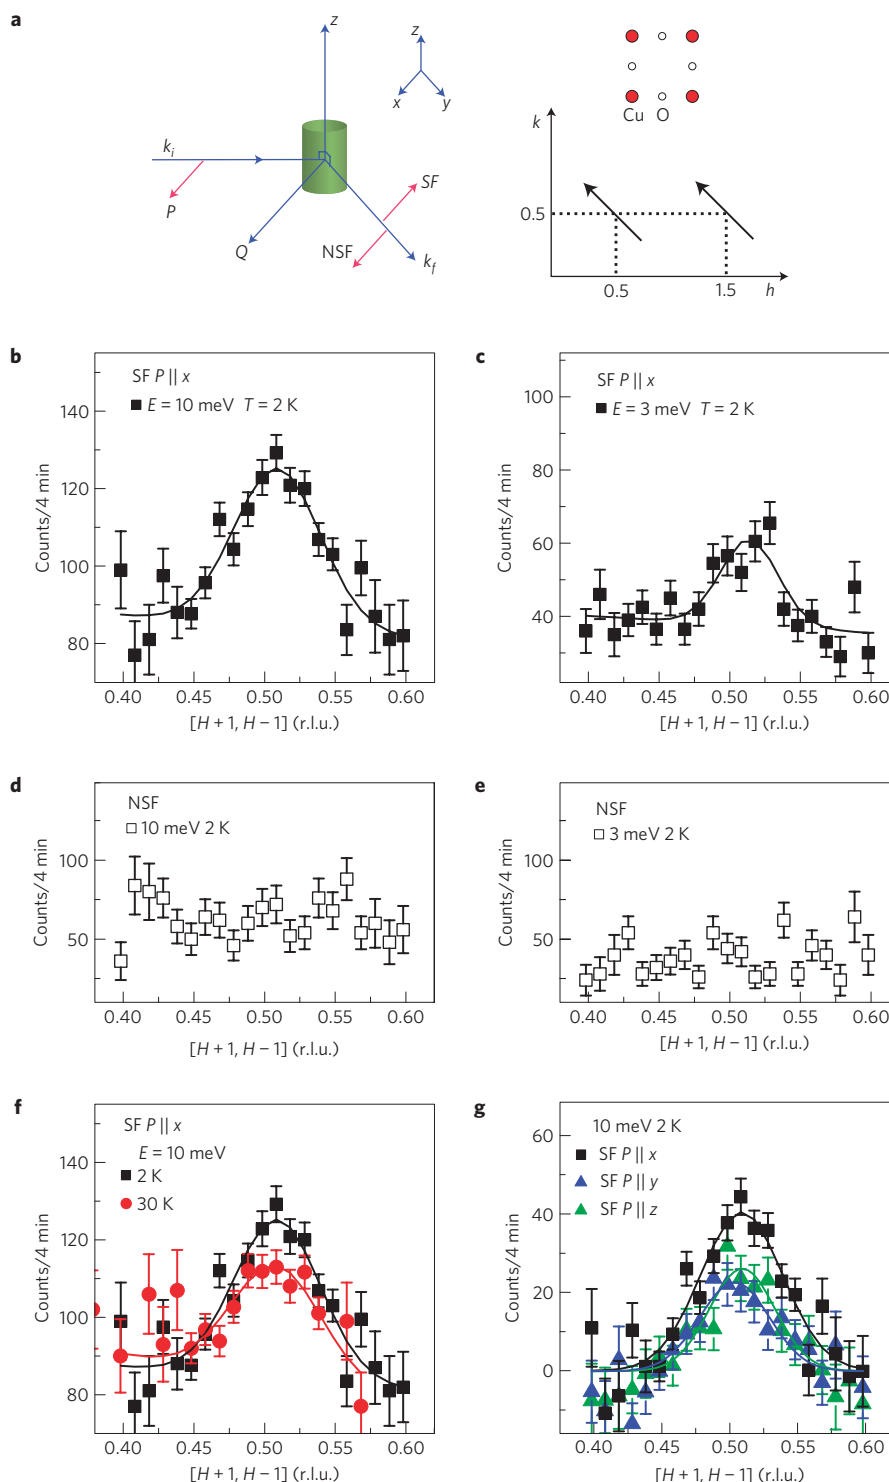 a
z
z
x
y
k_i
P
SF
Q
NSF
k_f
Cu O
k
0.5
0.5
1.5
h
b
SF P || x
E = 10 meV T = 2 K
140
120
100
80
Counts/4 min
0.40
0.45
0.50
0.55
0.60
[H + 1, H − 1] (r.l.u.)
c
SF P || x
E = 3 meV T = 2 K
100
80
60
40
Counts/4 min
0.40
0.45
0.50
0.55
0.60
[H + 1, H − 1] (r.l.u.)
d
NSF
10 meV 2 K
100
50
Counts/4 min
0.40
0.45
0.50
0.55
0.60
[H + 1, H − 1] (r.l.u.)
e
NSF
3 meV 2 K
100
50
Counts/4 min
0.40
0.45
0.50
0.55
0.60
[H + 1, H − 1] (r.l.u.)
f
SF P || x
E = 10 meV
2 K
30 K
140
120
100
80
Counts/4 min
0.40
0.45
0.50
0.55
0.60
[H + 1, H − 1] (r.l.u.)
g
10 meV 2 K
SF P || x
SF P || y
SF P || z
60
40
20
0
Counts/4 min
0.40
0.45
0.50
0.55
0.60
[H + 1, H − 1] (r.l.u.)